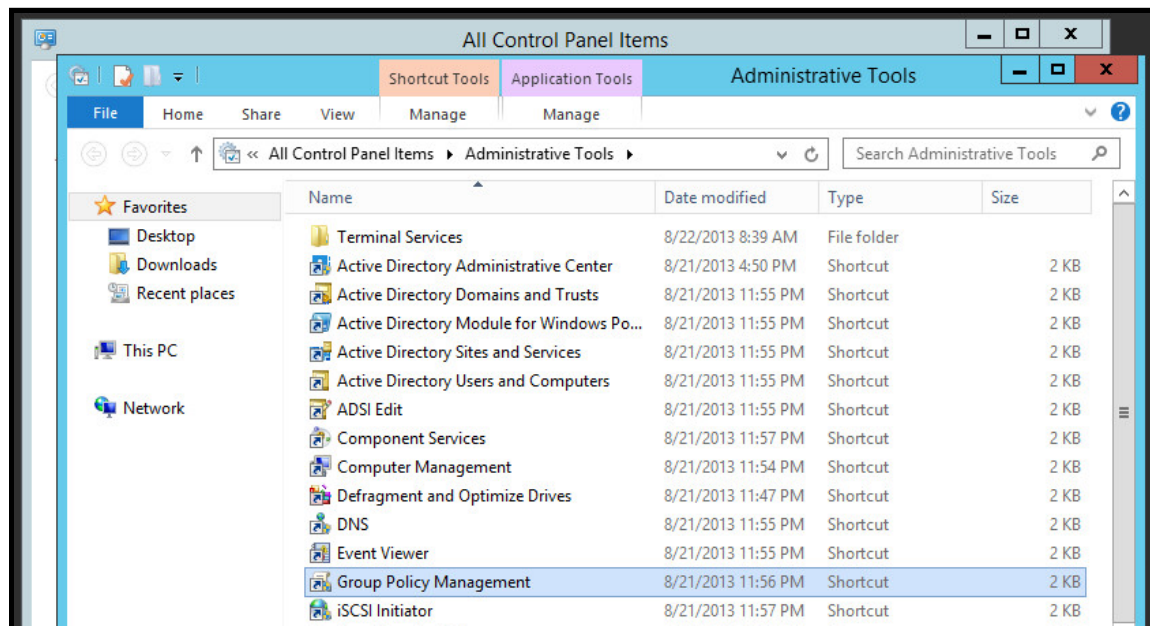 All Control Panel Items
Shortcut Tools Application Tools Administrative Tools
File Home Share View Manage Manage
« All Control Panel Items Administrative Tools Search Administrative Tools
Name Date modified Type Size
Favorites
Desktop
Downloads
Recent places
This PC
Network
Terminal Services 8/22/2013 8:39 AM File folder
Active Directory Administrative Center 8/21/2013 4:50 PM Shortcut 2 KB
Active Directory Domains and Trusts 8/21/2013 11:55 PM Shortcut 2 KB
Active Directory Module for Windows Po... 8/21/2013 11:55 PM Shortcut 2 KB
Active Directory Sites and Services 8/21/2013 11:55 PM Shortcut 2 KB
Active Directory Users and Computers 8/21/2013 11:55 PM Shortcut 2 KB
ADSI Edit 8/21/2013 11:55 PM Shortcut 2 KB
Component Services 8/21/2013 11:57 PM Shortcut 2 KB
Computer Management 8/21/2013 11:54 PM Shortcut 2 KB
Defragment and Optimize Drives 8/21/2013 11:47 PM Shortcut 2 KB
DNS 8/21/2013 11:55 PM Shortcut 2 KB
Event Viewer 8/21/2013 11:55 PM Shortcut 2 KB
Group Policy Management 8/21/2013 11:56 PM Shortcut 2 KB
iSCSI Initiator 8/21/2013 11:57 PM Shortcut 2 KB